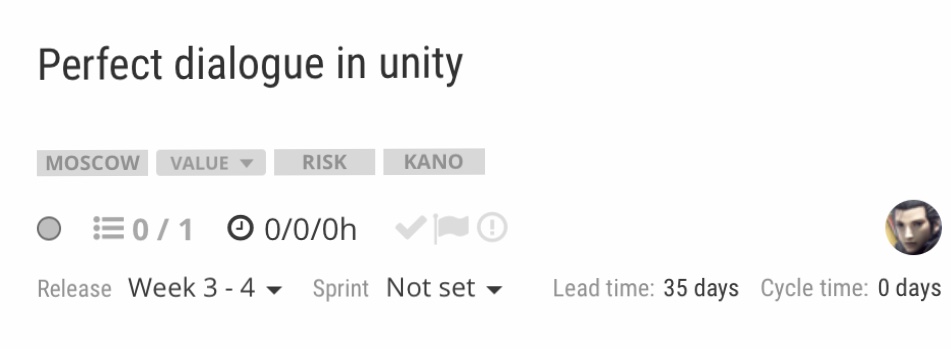 Perfect dialogue in unity
MOSCOW VALUE RISK KANO
0 / 1 0/0/0h
Release Week 3 - 4 Sprint Not set Lead time: 35 days Cycle time: 0 days